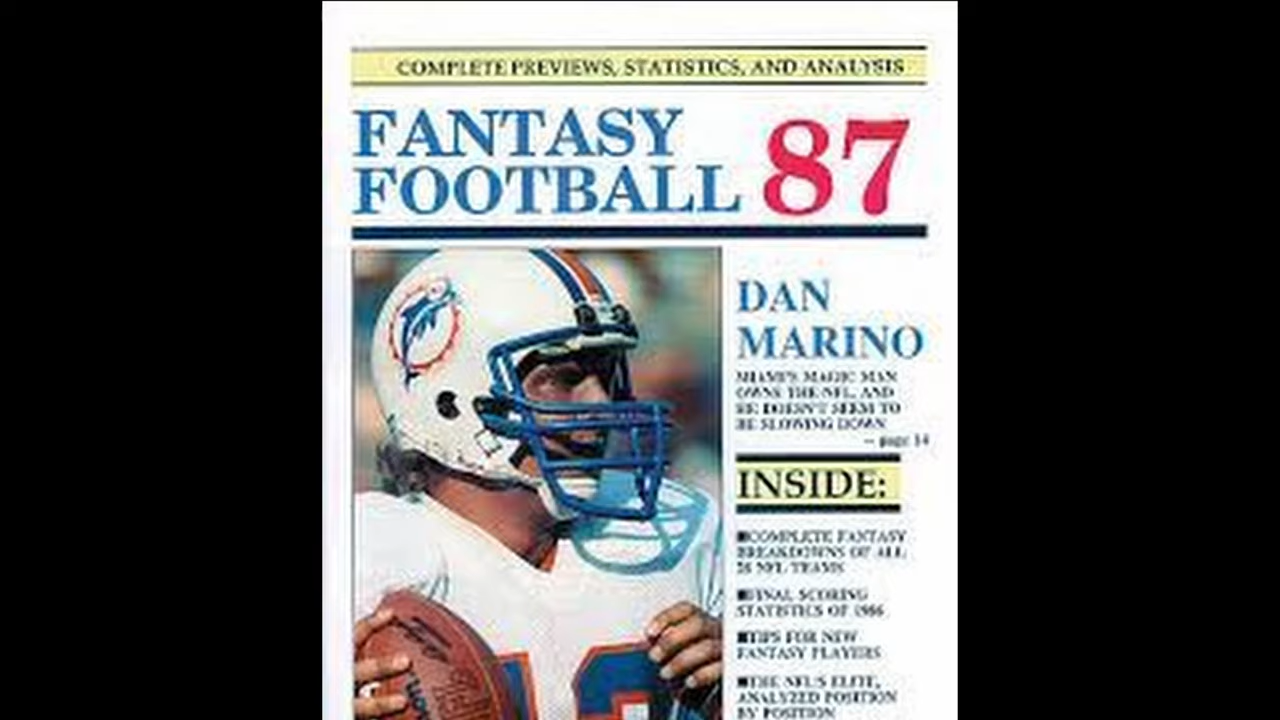 COMPLETE PREVIEWS, STATISTICS, AND ANALYSIS
FANTASY
FOOTBALL
87
DAN
MARINO
MIAMI'S MAGIC MAN
OWNS THE NFL, AND
HE DOESN'T SEEM TO
BE SLOWING DOWN
— page 14
INSIDE:
■COMPLETE FANTASY
BREAKDOWNS OF ALL
28 NFL TEAMS
■FINAL SCORING
STATISTICS OF 1986
■TIPS FOR NEW
FANTASY PLAYERS
■THE NFL'S ELITE,
ANALYZED POSITION
BY POSITION